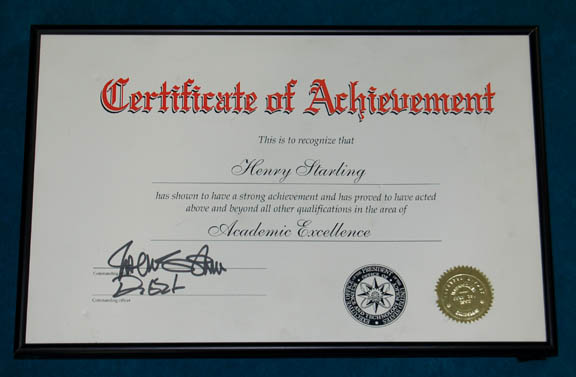 Certificate of Achievement
This is to recognize that
Henry Starling
has shown to have a strong achievement and has proved to have acted
above and beyond all other qualifications in the area of
Academic Excellence
Commanding officer